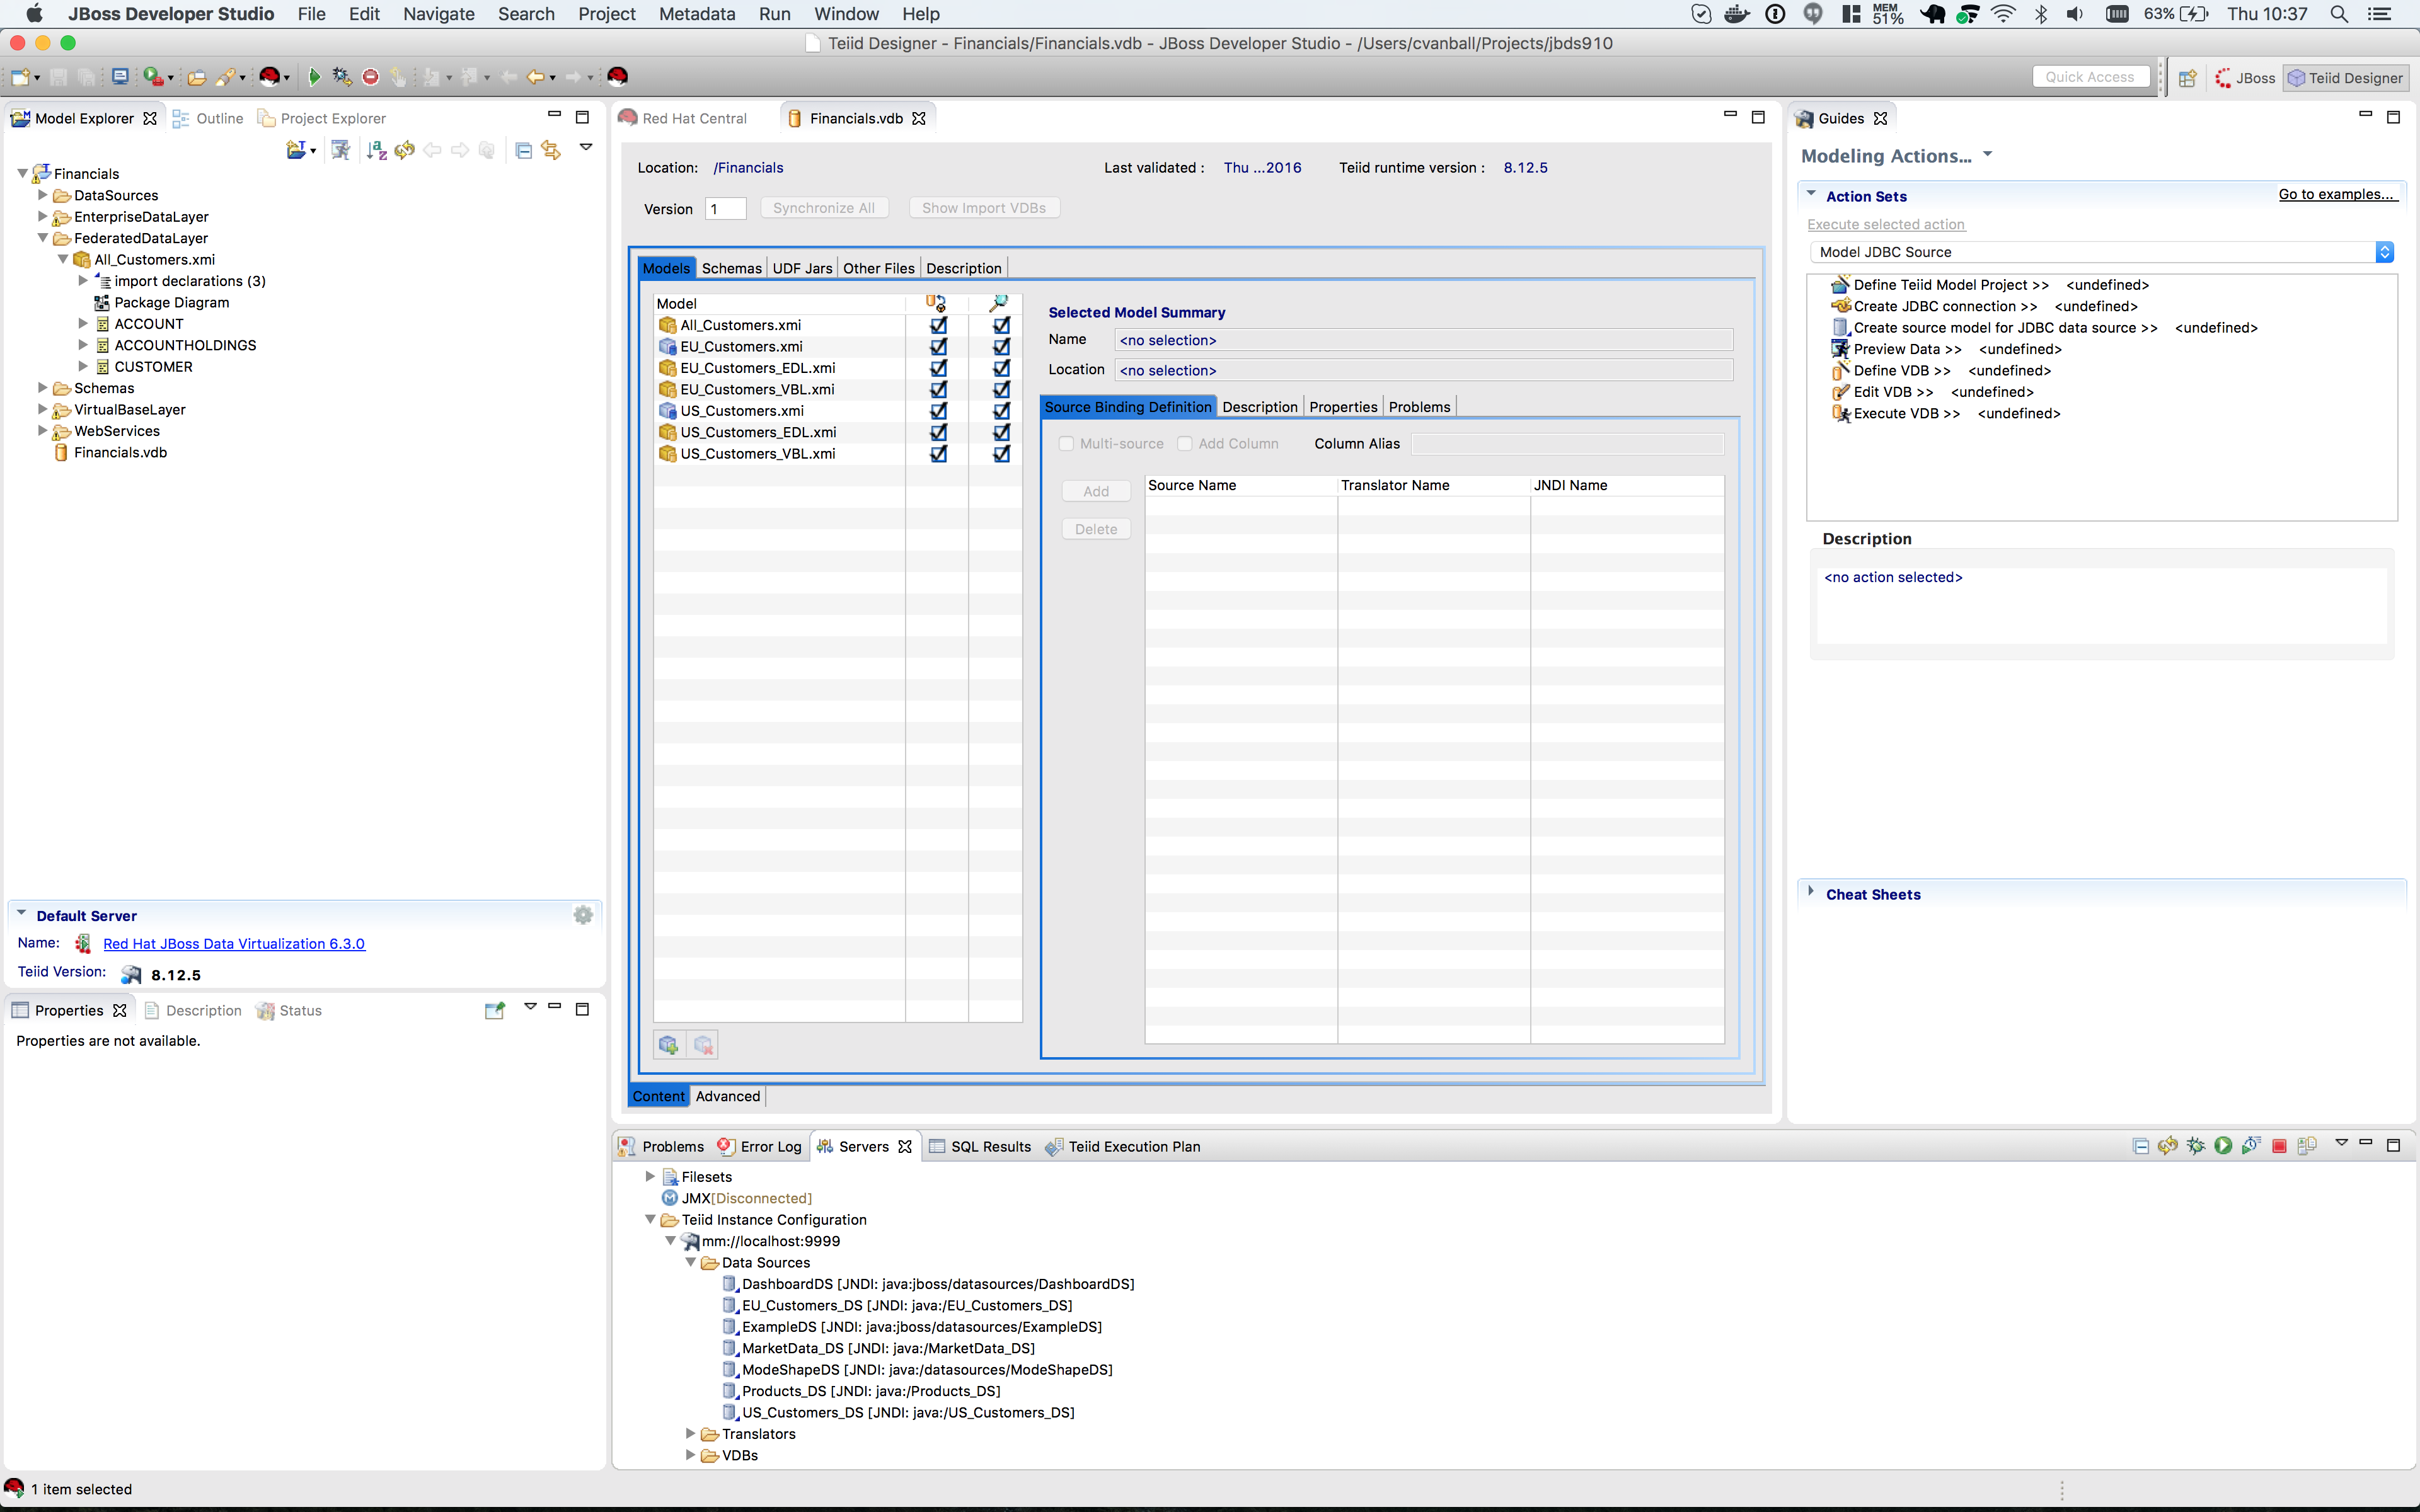 JBoss Developer Studio File Edit Navigate Search Project Metadata Run Window Help MEM 51% 63% Thu 10:37
Teiid Designer - Financials/Financials.vdb - JBoss Developer Studio - /Users/cvanball/Projects/jbds910
Quick Access JBoss Teiid Designer
Model Explorer Outline Project Explorer
Financials
DataSources
EnterpriseDataLayer
FederatedDataLayer
All_Customers.xmi
import declarations (3)
Package Diagram
ACCOUNT
ACCOUNTHOLDINGS
CUSTOMER
Schemas
VirtualBaseLayer
WebServices
Financials.vdb
Default Server
Name: Red Hat JBoss Data Virtualization 6.3.0
Teiid Version: 8.12.5
Properties Description Status
Properties are not available.
Red Hat Central Financials.vdb
Location: /Financials Last validated : Thu ...2016 Teiid runtime version : 8.12.5
Version 1 Synchronize All Show Import VDBs
Models Schemas UDF Jars Other Files Description
Model
All_Customers.xmi
EU_Customers.xmi
EU_Customers_EDL.xmi
EU_Customers_VBL.xmi
US_Customers.xmi
US_Customers_EDL.xmi
US_Customers_VBL.xmi
Selected Model Summary
Name <no selection>
Location <no selection>
Source Binding Definition Description Properties Problems
Multi-source Add Column Column Alias
Add
Delete
Source Name Translator Name JNDI Name
Content Advanced
Guides
Modeling Actions...
Action Sets Go to examples...
Execute selected action
Model JDBC Source
Define Teiid Model Project >> <undefined>
Create JDBC connection >> <undefined>
Create source model for JDBC data source >> <undefined>
Preview Data >> <undefined>
Define VDB >> <undefined>
Edit VDB >> <undefined>
Execute VDB >> <undefined>
Description
<no action selected>
Cheat Sheets
Problems Error Log Servers SQL Results Teiid Execution Plan
Filesets
JMX[Disconnected]
Teiid Instance Configuration
mm://localhost:9999
Data Sources
DashboardDS [JNDI: java:jboss/datasources/DashboardDS]
EU_Customers_DS [JNDI: java:/EU_Customers_DS]
ExampleDS [JNDI: java:jboss/datasources/ExampleDS]
MarketData_DS [JNDI: java:/MarketData_DS]
ModeShapeDS [JNDI: java:/datasources/ModeShapeDS]
Products_DS [JNDI: java:/Products_DS]
US_Customers_DS [JNDI: java:/US_Customers_DS]
Translators
VDBs
1 item selected